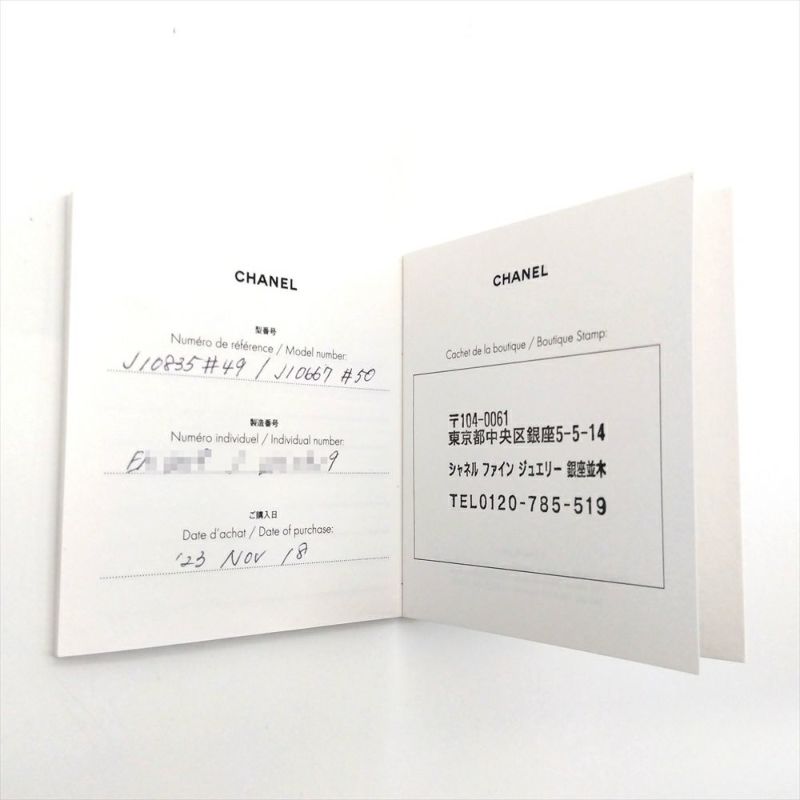 CHANEL
型番号
Numéro de référence / Model number:
J10835 #49 / J10667 #50
製造番号
Numéro individuel / Individual number:
ご購入日
Date d'achat / Date of purchase:
'23 Nov 18
CHANEL
Cachet de la boutique / Boutique Stamp:
〒104-0061
東京都中央区銀座5-5-14
シャネル ファイン ジュエリー 銀座並木
TEL0120-785-519